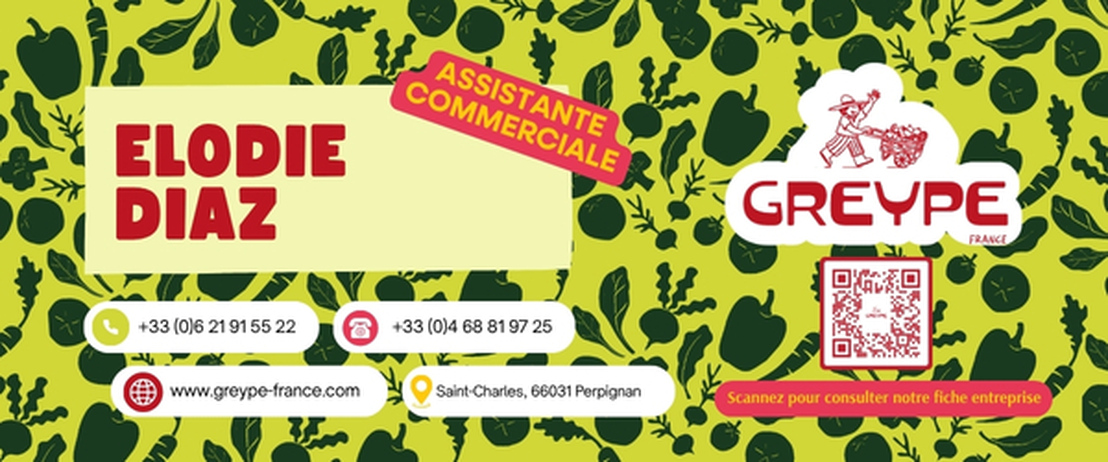 ASSISTANTE
COMMERCIALE
ELODIE
DIAZ
GREYPE
FRANCE
+33 (0)6 21 91 55 22
+33 (0)4 68 81 97 25
www.greype-france.com
Saint-Charles, 66031 Perpignan
Scannez pour consulter notre fiche entreprise